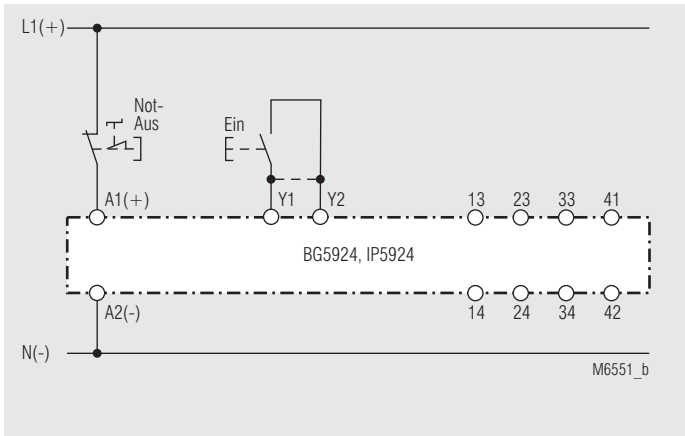 L1(+)
Not-
Aus
Ein
A1(+)
Y1
Y2
13
23
33
41
BG5924, IP5924
A2(-)
14
24
34
42
N(-)
M6551_b